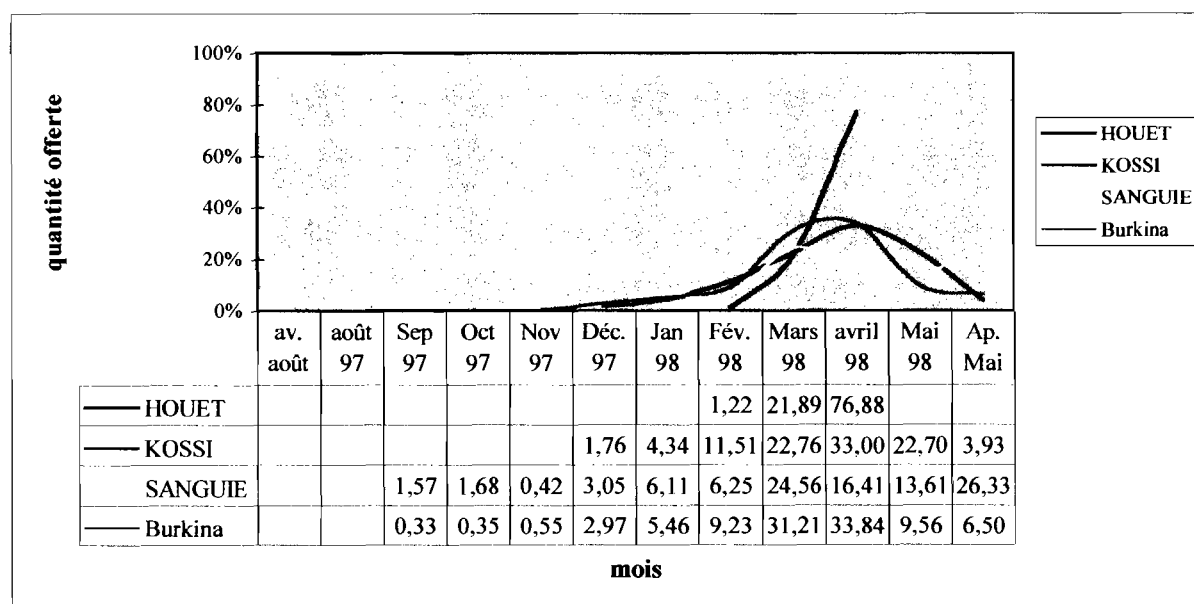 100%
80%
60%
40%
20%
0%
quantité offerte
HOUET
KOSSI
SANGUIE
Burkina
av. août Sep Oct Nov Déc. Jan Fév. Mars avril Mai Ap.
août 97 97 97 97 97 98 98 98 98 98 Mai
HOUET 1,22 21,89 76,88
KOSSI 1,76 4,34 11,51 22,76 33,00 22,70 3,93
SANGUIE 1,57 1,68 0,42 3,05 6,11 6,25 24,56 16,41 13,61 26,33
Burkina 0,33 0,35 0,55 2,97 5,46 9,23 31,21 33,84 9,56 6,50
mois